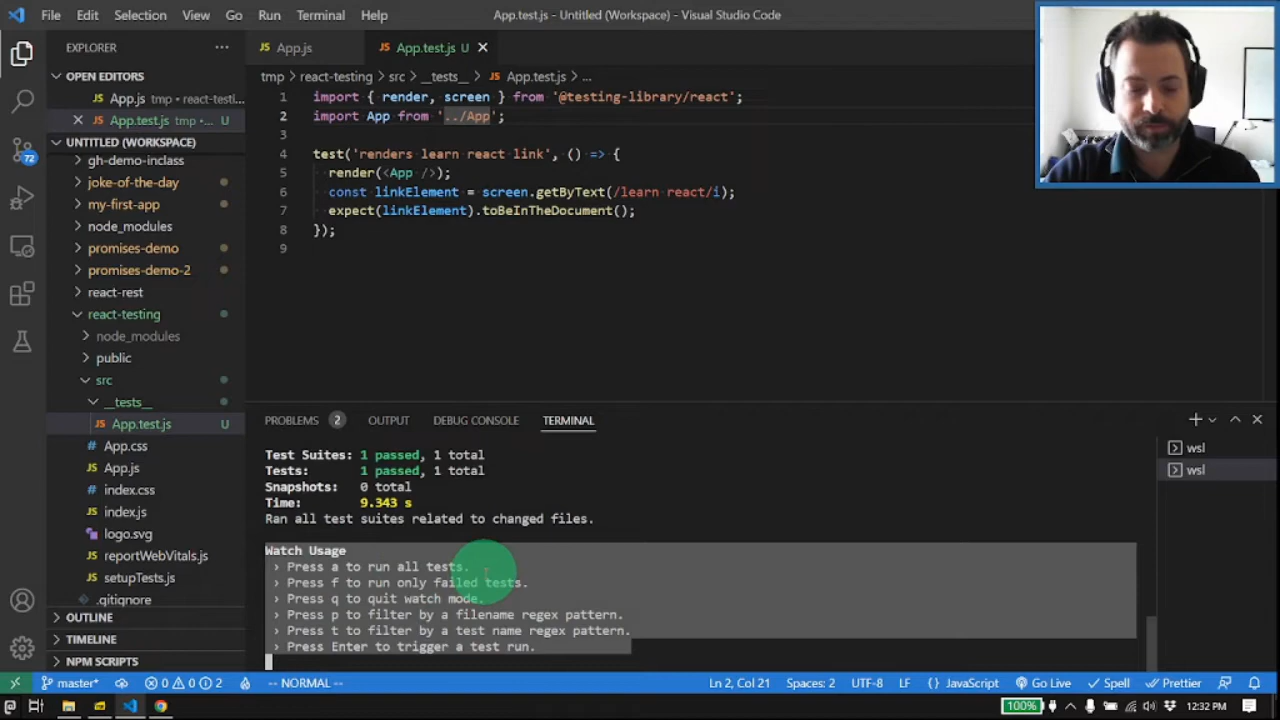 File Edit Selection View Go Run Terminal Help App.test.js - Untitled (Workspace) - Visual Studio Code
EXPLORER
OPEN EDITORS
App.js tmp • react-testi...
App.test.js tmp • ... U
UNTITLED (WORKSPACE)
gh-demo-inclass
joke-of-the-day
my-first-app
node_modules
promises-demo
promises-demo-2
react-rest
react-testing
node_modules
public
src
__tests__
App.test.js U
App.css
App.js
index.css
index.js
logo.svg
reportWebVitals.js
setupTests.js
.gitignore
OUTLINE
TIMELINE
NPM SCRIPTS
72
App.js App.test.js U
tmp > react-testing > src > __tests__ > App.test.js > ...
1 import { render, screen } from '@testing-library/react';
2 import App from '../App';
3
4 test('renders learn react link', () => {
5 render(<App />);
6 const linkElement = screen.getByText(/learn react/i);
7 expect(linkElement).toBeInTheDocument();
8 });
9
PROBLEMS 2 OUTPUT DEBUG CONSOLE TERMINAL
Test Suites: 1 passed, 1 total
Tests: 1 passed, 1 total
Snapshots: 0 total
Time: 9.343 s
Ran all test suites related to changed files.
Watch Usage
› Press a to run all tests.
› Press f to run only failed tests.
› Press q to quit watch mode.
› Press p to filter by a filename regex pattern.
› Press t to filter by a test name regex pattern.
› Press Enter to trigger a test run.
wsl
wsl
master* 0 0 2 -- NORMAL -- Ln 2, Col 21 Spaces: 2 UTF-8 LF {} JavaScript Go Live Spell Prettier
100% 12:32 PM